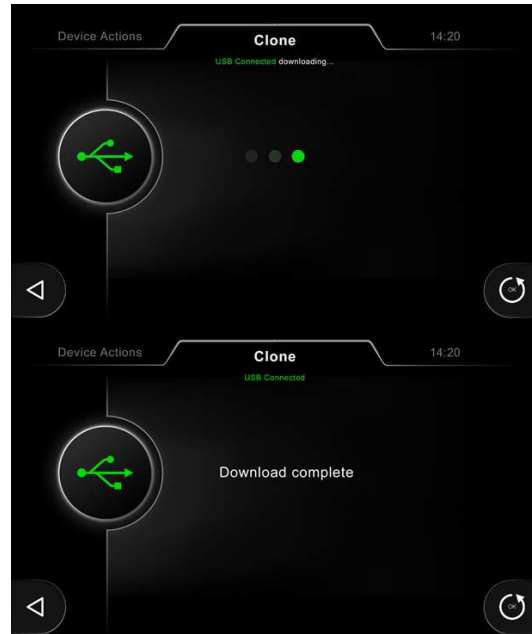 Device Actions Clone 14:20
USB Connected downloading...
OK
Device Actions Clone 14:20
USB Connected
Download complete
OK